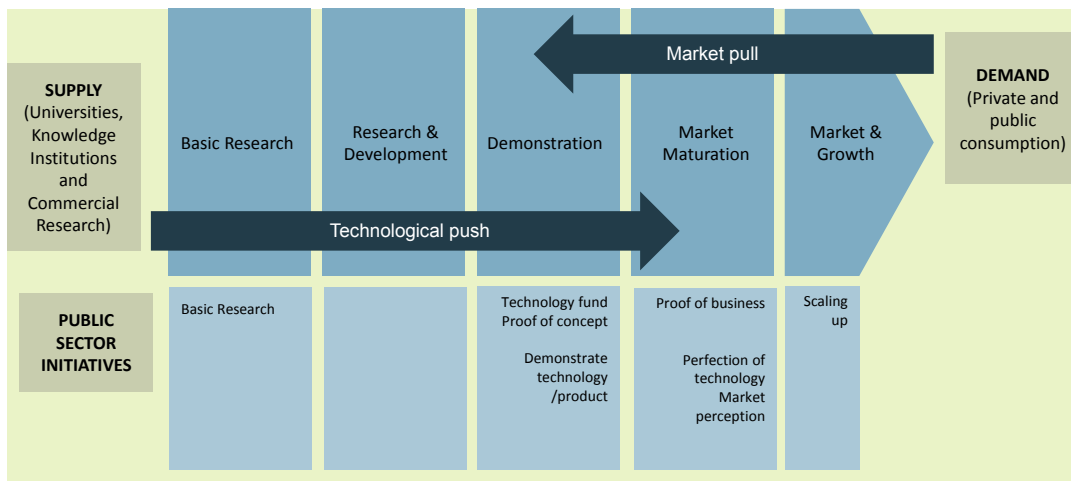 Market pull
SUPPLY
(Universities,
Knowledge
Institutions
and
Commercial
Research)
Basic Research
Research &
Development
Demonstration
Market
Maturation
Market &
Growth
DEMAND
(Private and
public
consumption)
Technological push
PUBLIC
SECTOR
INITIATIVES
Basic Research
Technology fund
Proof of concept
Demonstrate
technology
/product
Proof of business
Perfection of
technology
Market
perception
Scaling
up